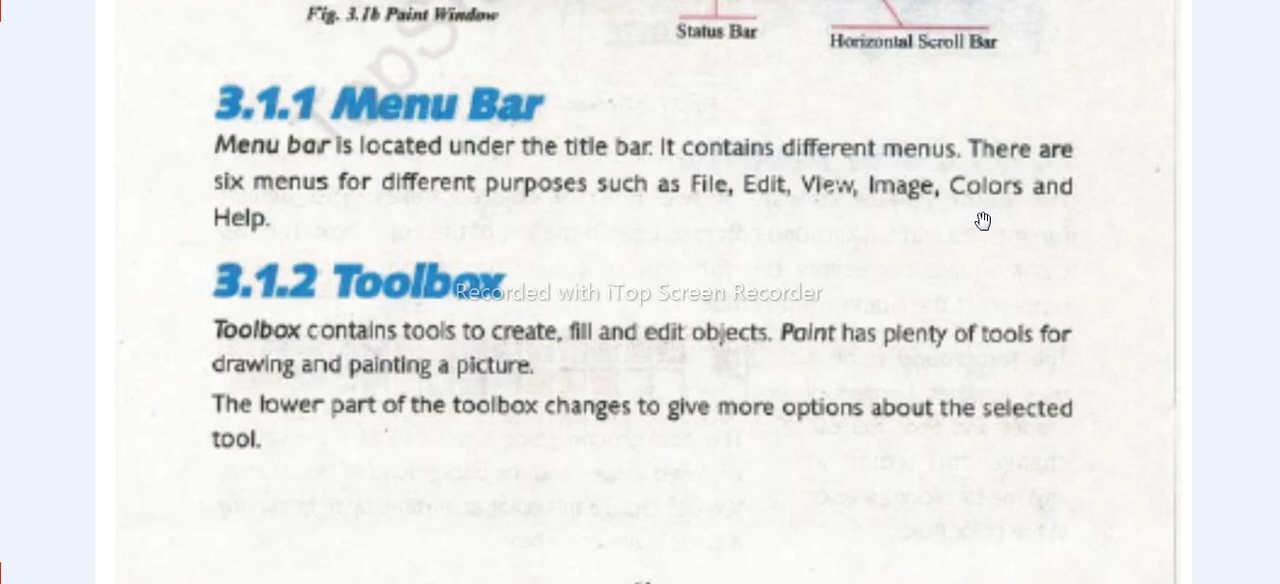 Fig. 3.1b Paint Window
Status Bar
Horizontal Scroll Bar
3.1.1 Menu Bar
Menu bar is located under the title bar. It contains different menus. There are
six menus for different purposes such as File, Edit, View, Image, Colors and
Help.
3.1.2 Toolbox
Recorded with iTop Screen Recorder
Toolbox contains tools to create, fill and edit objects. Paint has plenty of tools for
drawing and painting a picture.
The lower part of the toolbox changes to give more options about the selected
tool.